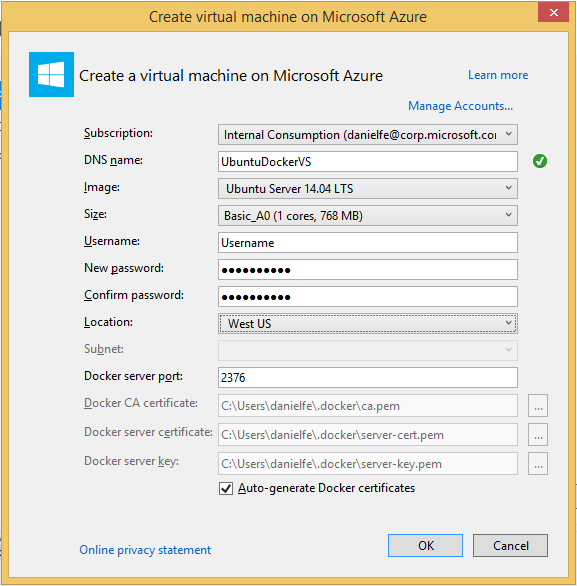 Create virtual machine on Microsoft Azure
Create a virtual machine on Microsoft Azure
Learn more
Manage Accounts...
Subscription: Internal Consumption (danielfe@corp.microsoft.con
DNS name: UbuntuDockerVS
Image: Ubuntu Server 14.04 LTS
Size: Basic_A0 (1 cores, 768 MB)
Username: Username
New password: ●●●●●●●●●●
Confirm password: ●●●●●●●●●●
Location: West US
Subnet:
Docker server port: 2376
Docker CA certificate: C:\Users\danielfe\.docker\ca.pem ...
Docker server certificate: C:\Users\danielfe\.docker\server-cert.pem ...
Docker server key: C:\Users\danielfe\.docker\server-key.pem ...
Auto-generate Docker certificates
Online privacy statement
OK Cancel